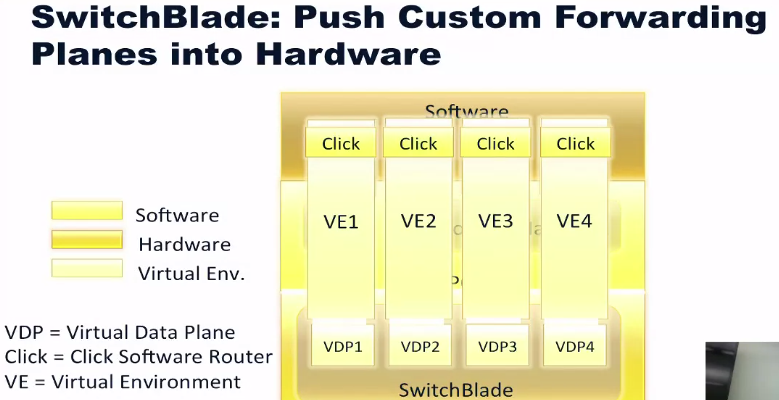 SwitchBlade: Push Custom Forwarding
Planes into Hardware
Software
Click Click Click Click
VE1 VE2 VE3 VE4
Software
Hardware
Virtual Env.
VDP = Virtual Data Plane
Click = Click Software Router
VE = Virtual Environment
VDP1 VDP2 VDP3 VDP4
SwitchBlade